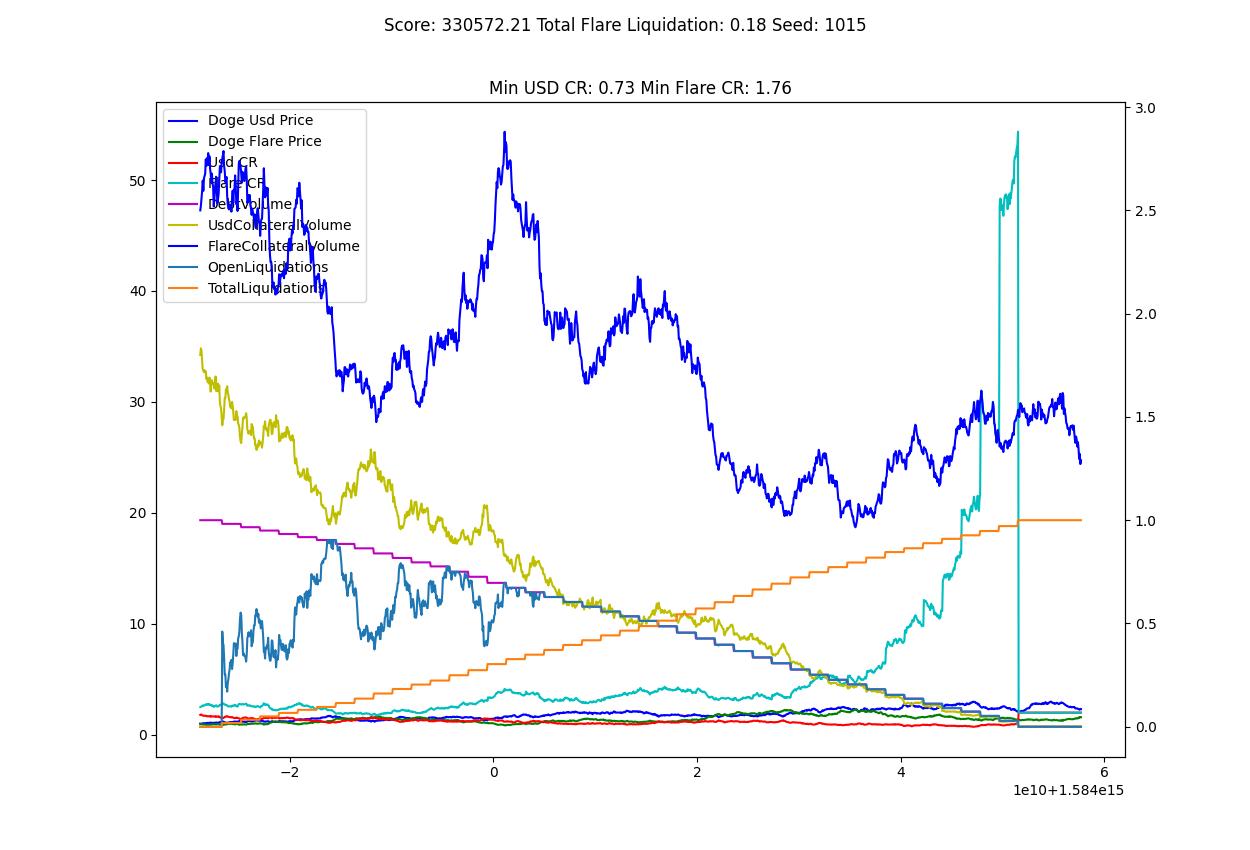 Score: 330572.21 Total Flare Liquidation: 0.18 Seed: 1015
Min USD CR: 0.73 Min Flare CR: 1.76
Doge Usd Price
Doge Flare Price
Usd CR
Flare CR
DebtVolume
UsdCollateralVolume
FlareCollateralVolume
OpenLiquidations
TotalLiquidations
50
40
30
20
10
0
3.0
2.5
2.0
1.5
1.0
0.5
0.0
−2
0
2
4
6
1e10+1.584e15